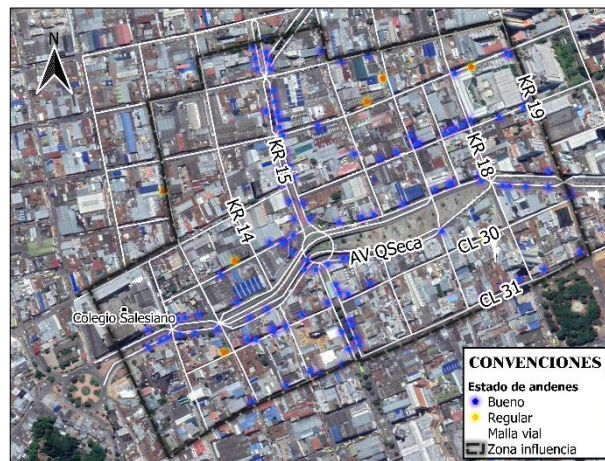 N
KR 19
KR 15
KR 18
KR 14
AV QSeca
CL 30
CL 31
Colegio Salesiano
CONVENCIONES
Estado de andenes
Bueno
Regular
Malla vial
Zona influencia